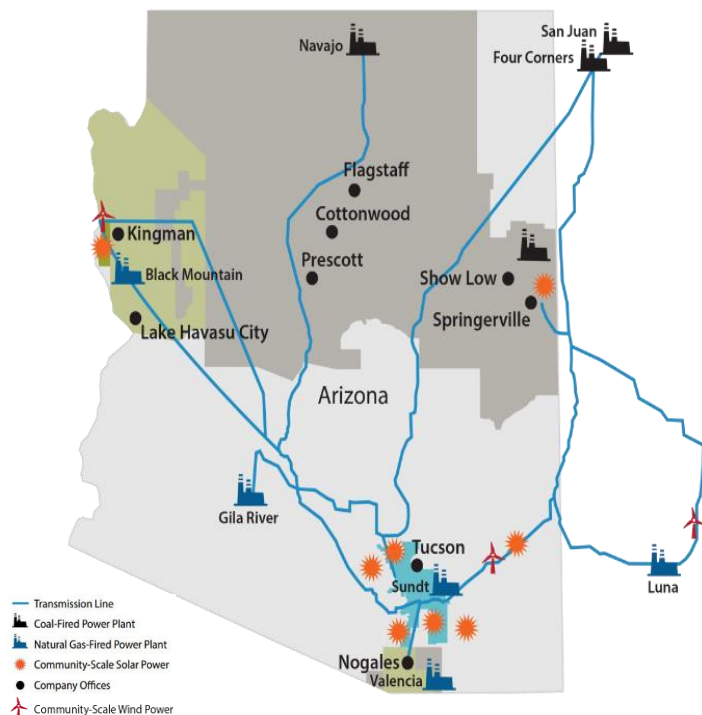 San Juan
Navajo
Four Corners
Flagstaff
Cottonwood
Kingman
Prescott
Black Mountain
Show Low
Springerville
Lake Havasu City
Arizona
Gila River
Tucson
Sundt
Luna
Transmission Line
Coal-Fired Power Plant
Natural Gas-Fired Power Plant
Community-Scale Solar Power
Nogales
Company Offices
Valencia
Community-Scale Wind Power